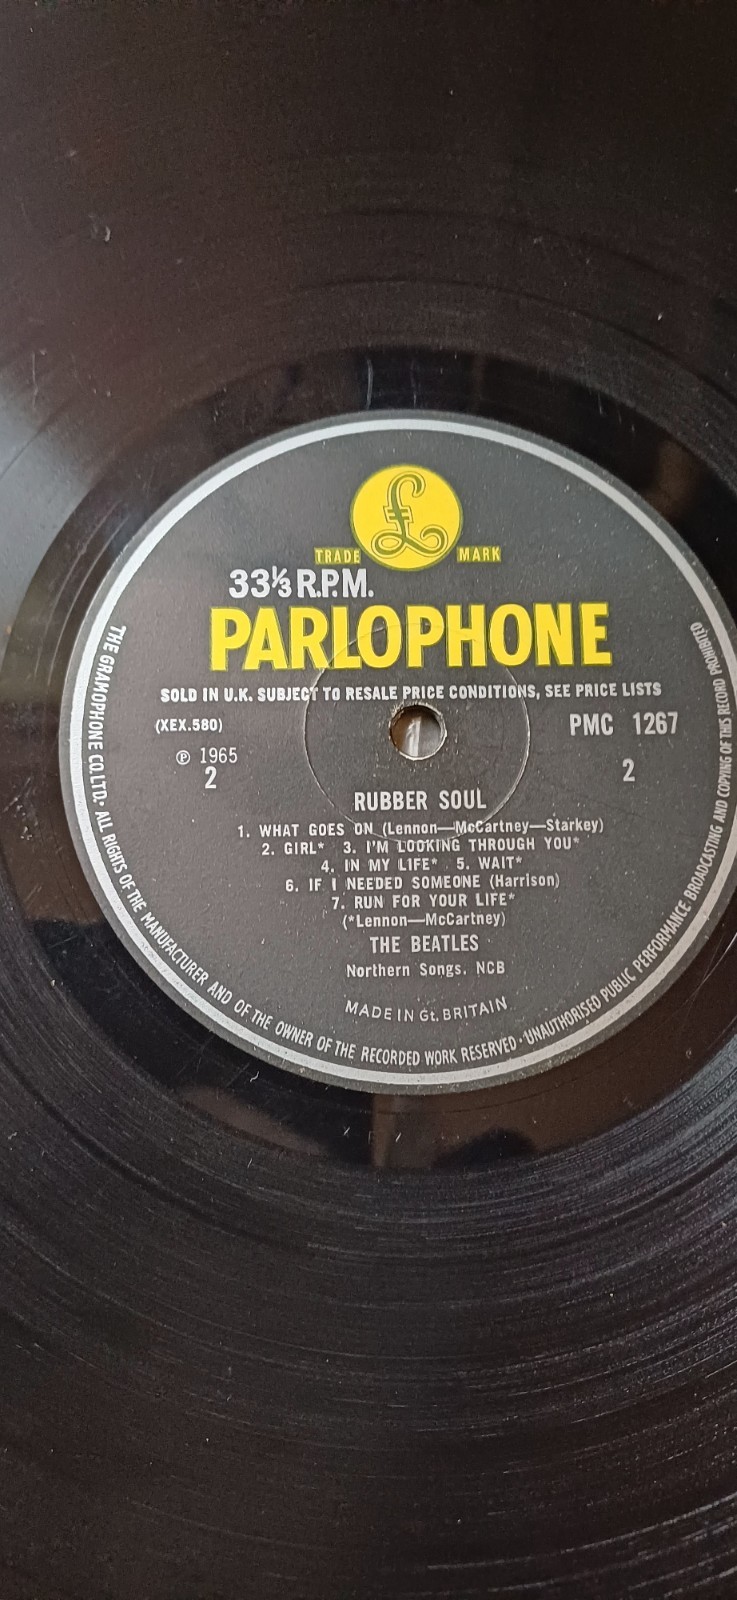 TRADE MARK
33⅓ R.P.M.
PARLOPHONE
SOLD IN U.K. SUBJECT TO RESALE PRICE CONDITIONS, SEE PRICE LISTS
(XEX.580)
PMC 1267
℗ 1965
2
2
RUBBER SOUL
1. WHAT GOES ON (Lennon—McCartney—Starkey)
2. GIRL* 3. I'M LOOKING THROUGH YOU*
4. IN MY LIFE* 5. WAIT*
6. IF I NEEDED SOMEONE (Harrison)
7. RUN FOR YOUR LIFE*
(*Lennon—McCartney)
THE BEATLES
Northern Songs. NCB
MADE IN Gt. BRITAIN
THE GRAMOPHONE CO. LTD. · ALL RIGHTS OF THE MANUFACTURER AND OF THE OWNER OF THE RECORDED WORK RESERVED · UNAUTHORISED PUBLIC PERFORMANCE BROADCASTING AND COPYING OF THIS RECORD PROHIBITED